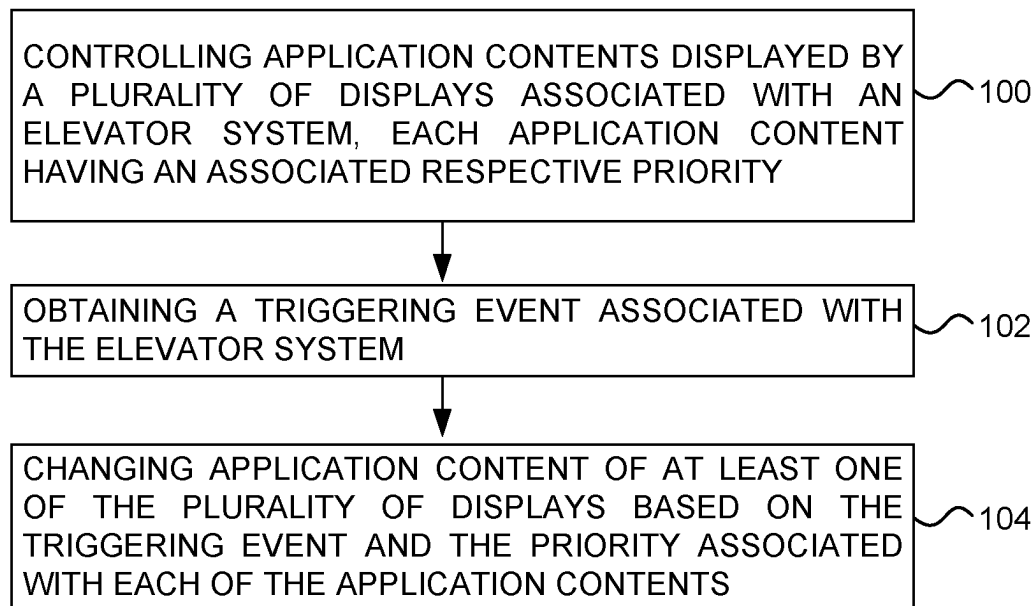 CONTROLLING APPLICATION CONTENTS DISPLAYED BY
A PLURALITY OF DISPLAYS ASSOCIATED WITH AN
ELEVATOR SYSTEM, EACH APPLICATION CONTENT
HAVING AN ASSOCIATED RESPECTIVE PRIORITY
100
OBTAINING A TRIGGERING EVENT ASSOCIATED WITH
THE ELEVATOR SYSTEM
102
CHANGING APPLICATION CONTENT OF AT LEAST ONE
OF THE PLURALITY OF DISPLAYS BASED ON THE
TRIGGERING EVENT AND THE PRIORITY ASSOCIATED
WITH EACH OF THE APPLICATION CONTENTS
104